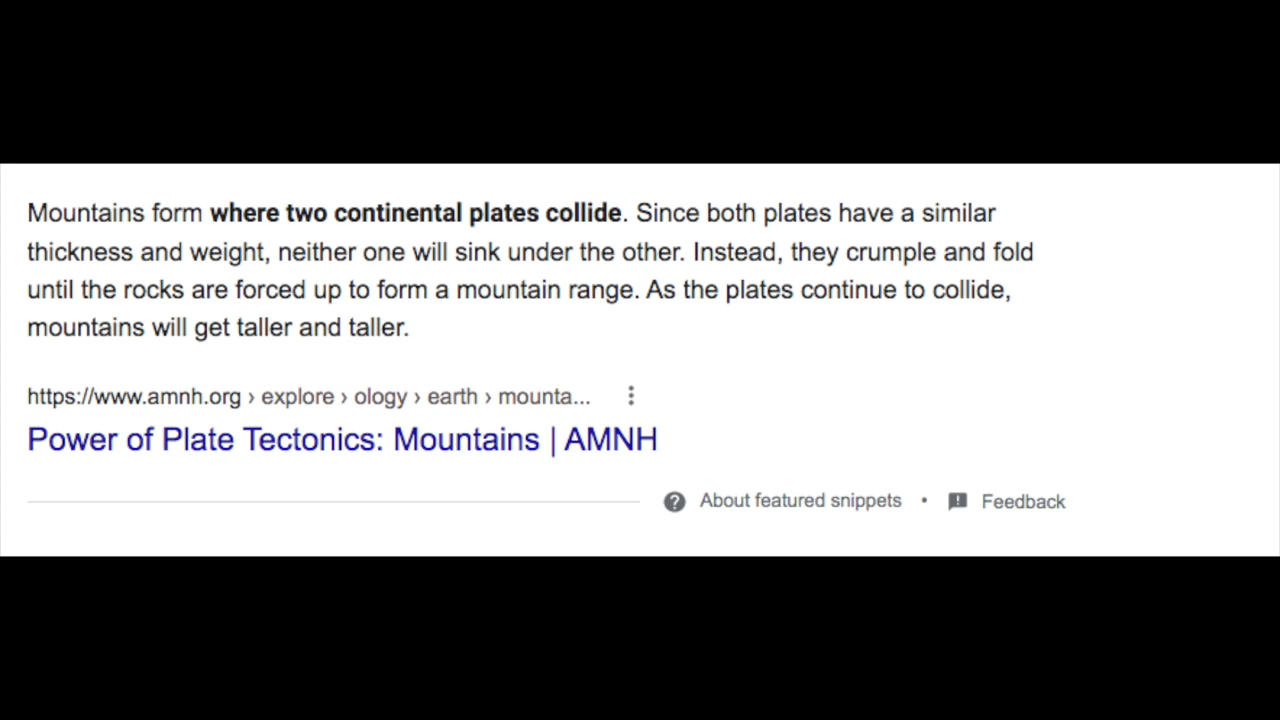 Mountains form where two continental plates collide. Since both plates have a similar
thickness and weight, neither one will sink under the other. Instead, they crumple and fold
until the rocks are forced up to form a mountain range. As the plates continue to collide,
mountains will get taller and taller.
https://www.amnh.org › explore › ology › earth › mounta...
Power of Plate Tectonics: Mountains | AMNH
About featured snippets • Feedback